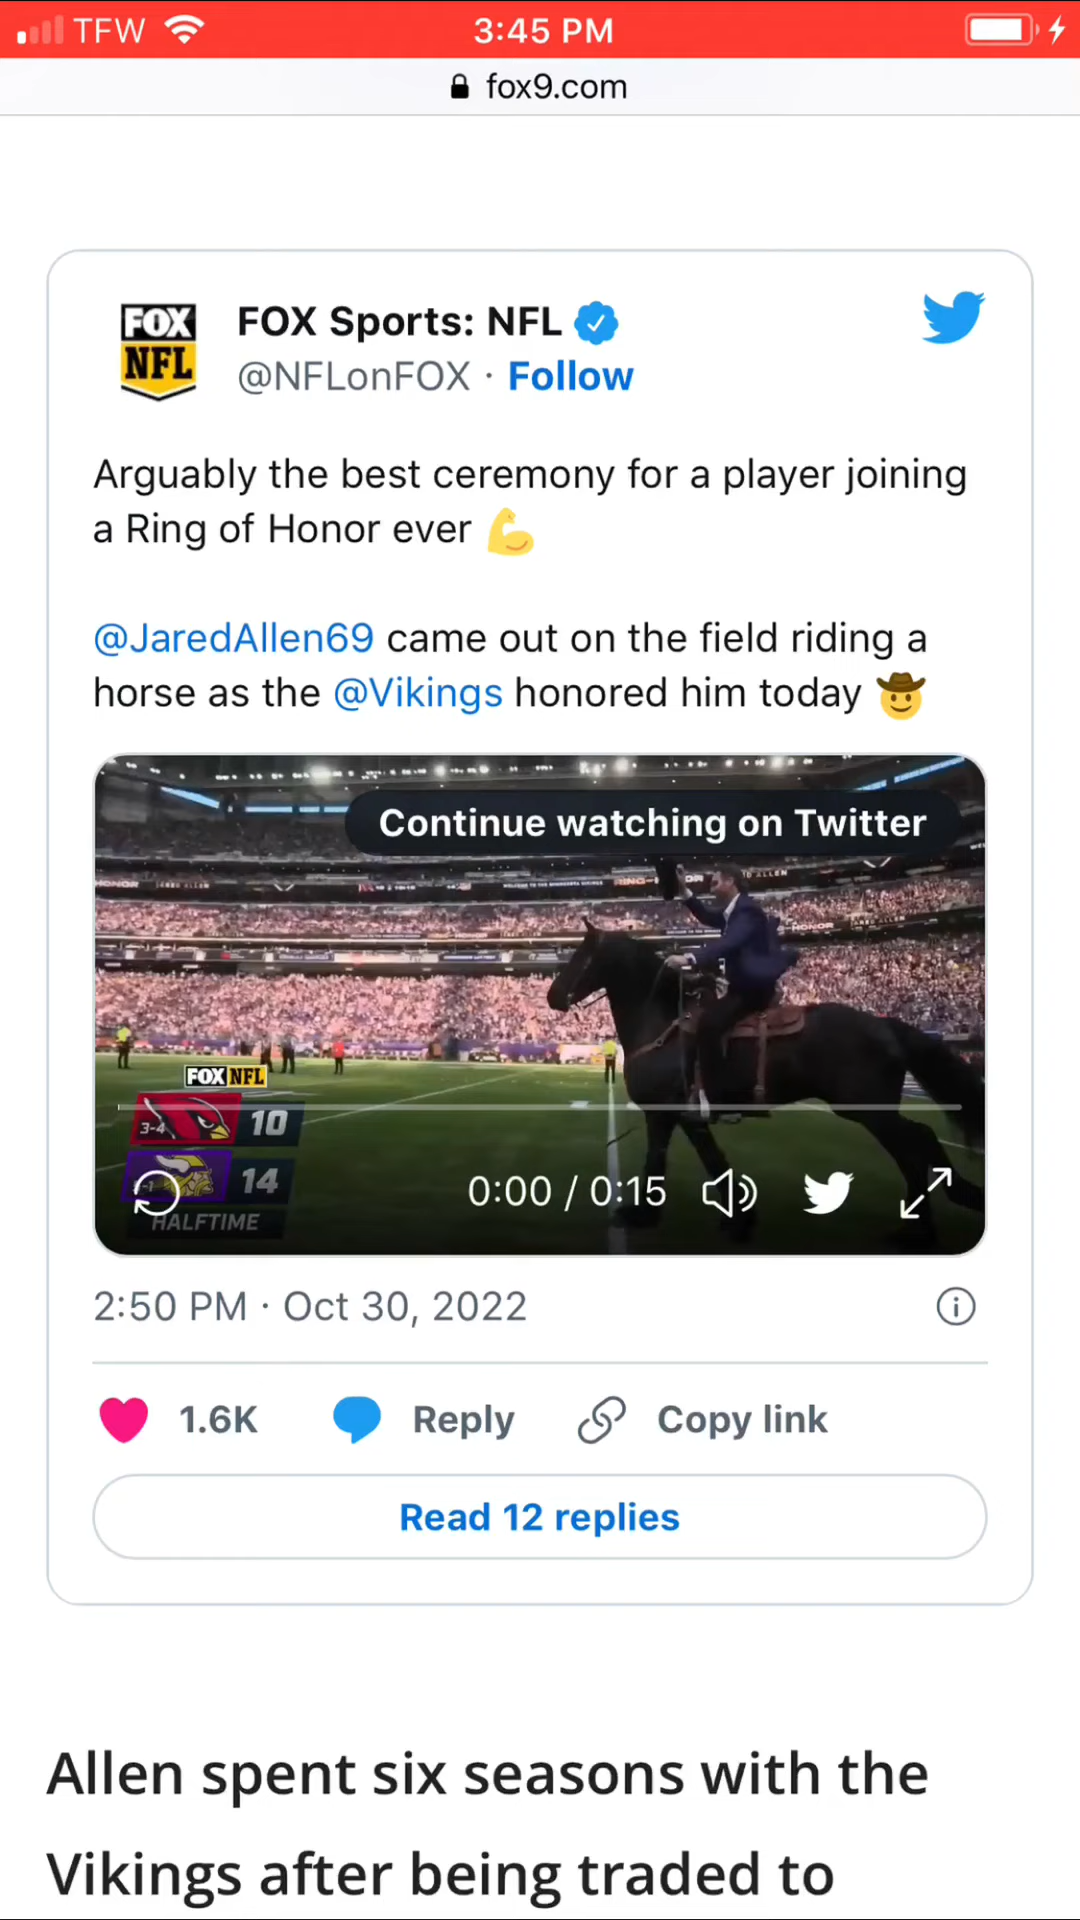 TFW
3:45 PM
fox9.com
FOX
NFL
FOX Sports: NFL
@NFLonFOX · Follow
Arguably the best ceremony for a player joining
a Ring of Honor ever 💪
@JaredAllen69 came out on the field riding a
horse as the @Vikings honored him today 🤠
Continue watching on Twitter
HONOR
FOX NFL
3-4
10
14
HALFTIME
0:00 / 0:15
2:50 PM · Oct 30, 2022
1.6K
Reply
Copy link
Read 12 replies
Allen spent six seasons with the
Vikings after being traded to